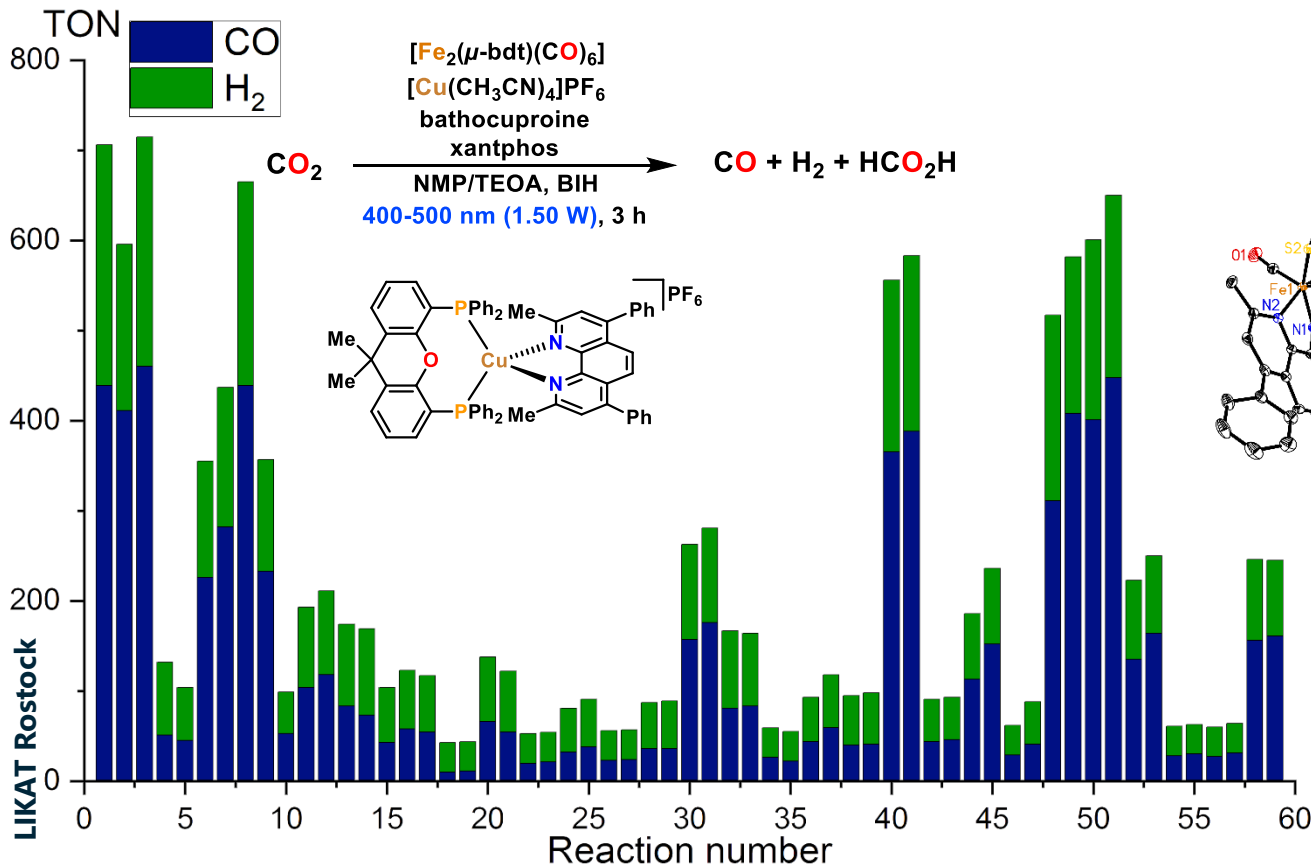 TON
CO
H2
800
600
400
200
0
[Fe2(μ-bdt)(CO)6]
[Cu(CH3CN)4]PF6
bathocuproine
xantphos
CO2
CO + H2 + HCO2H
NMP/TEOA, BIH
400-500 nm (1.50 W), 3 h
PPh2
Me
Ph
PF6
Me
Me
O
Cu
N
N
PPh2
Me
Ph
O1
S2
Fe1
N2
N1
LIKAT Rostock
0 5 10 15 20 25 30 35 40 45 50 55 60
Reaction number